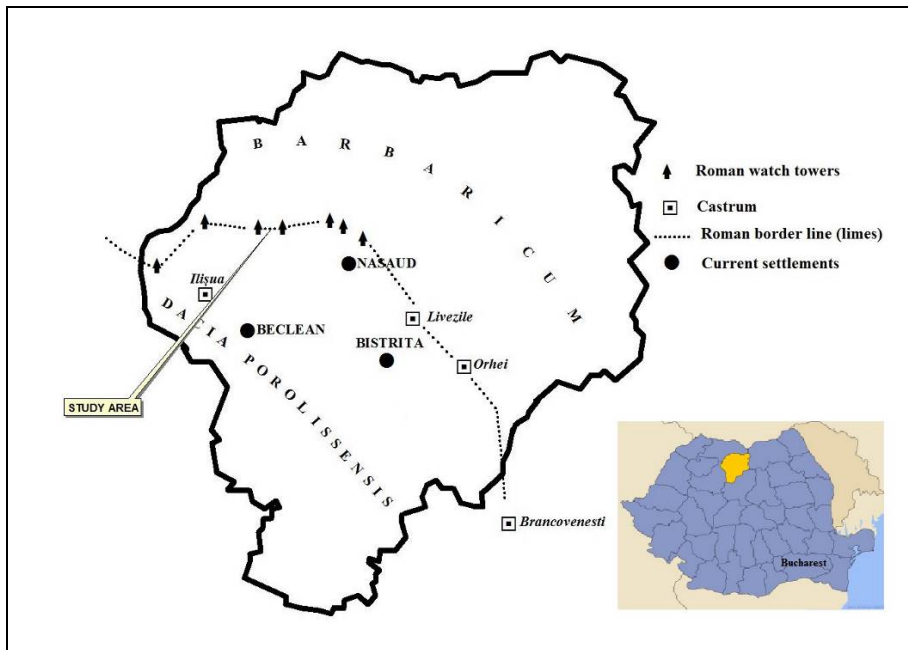 B A R B A R I C U M
Roman watch towers
Castrum
Roman border line (limes)
Current settlements
NASAUD
Ilişua
Livezile
BECLEAN
BISTRITA
Orhei
DACIA POROLISSENSIS
STUDY AREA
Brancovenesti
Bucharest